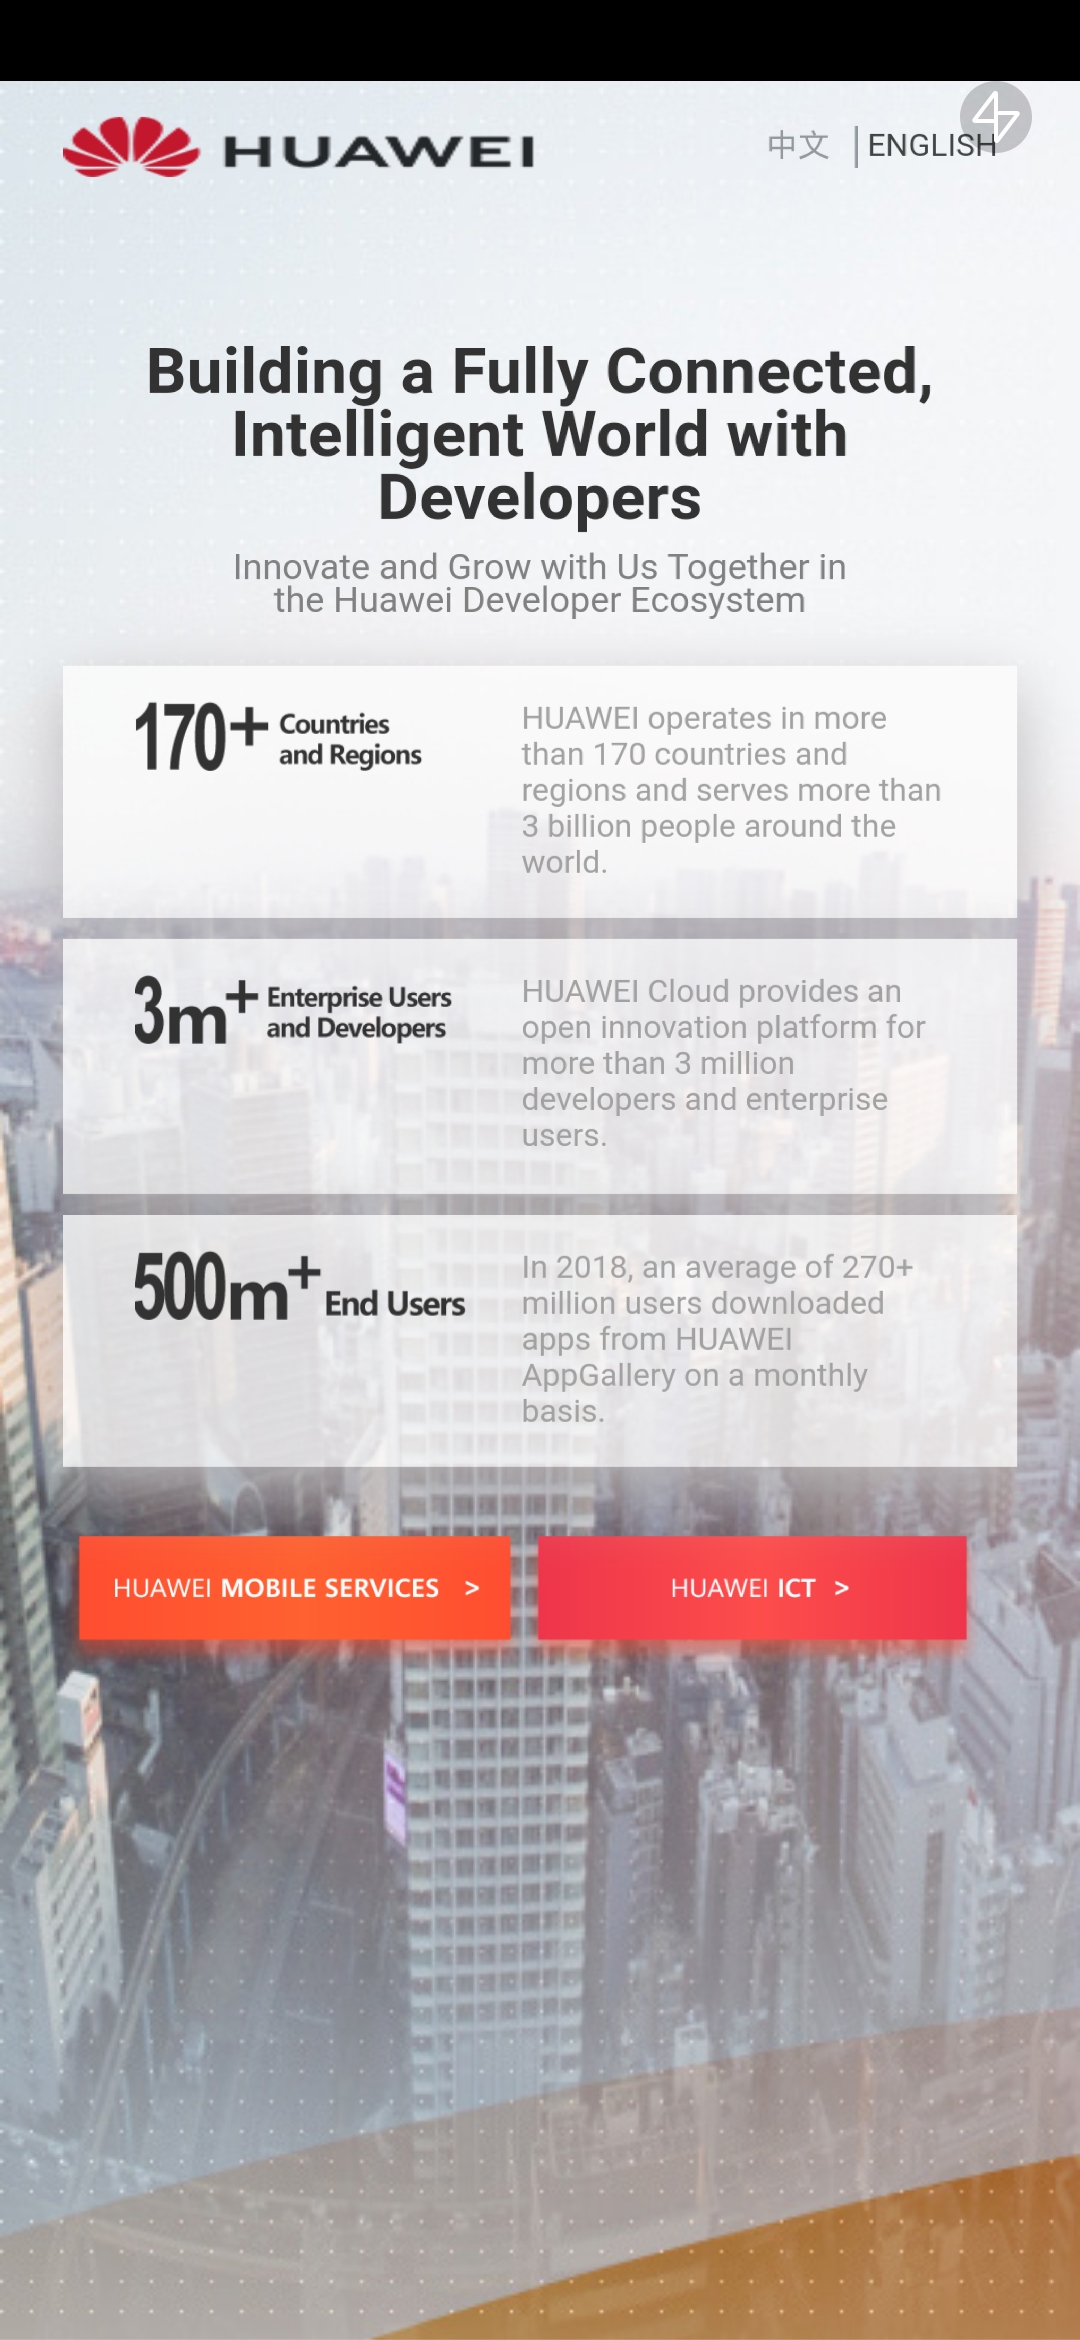 HUAWEI
中文 | ENGLISH
Building a Fully Connected,
Intelligent World with
Developers
Innovate and Grow with Us Together in
the Huawei Developer Ecosystem
170+ Countries
and Regions
HUAWEI operates in more
than 170 countries and
regions and serves more than
3 billion people around the
world.
3m+ Enterprise Users
and Developers
HUAWEI Cloud provides an
open innovation platform for
more than 3 million
developers and enterprise
users.
500m+ End Users
In 2018, an average of 270+
million users downloaded
apps from HUAWEI
AppGallery on a monthly
basis.
HUAWEI MOBILE SERVICES >
HUAWEI ICT >